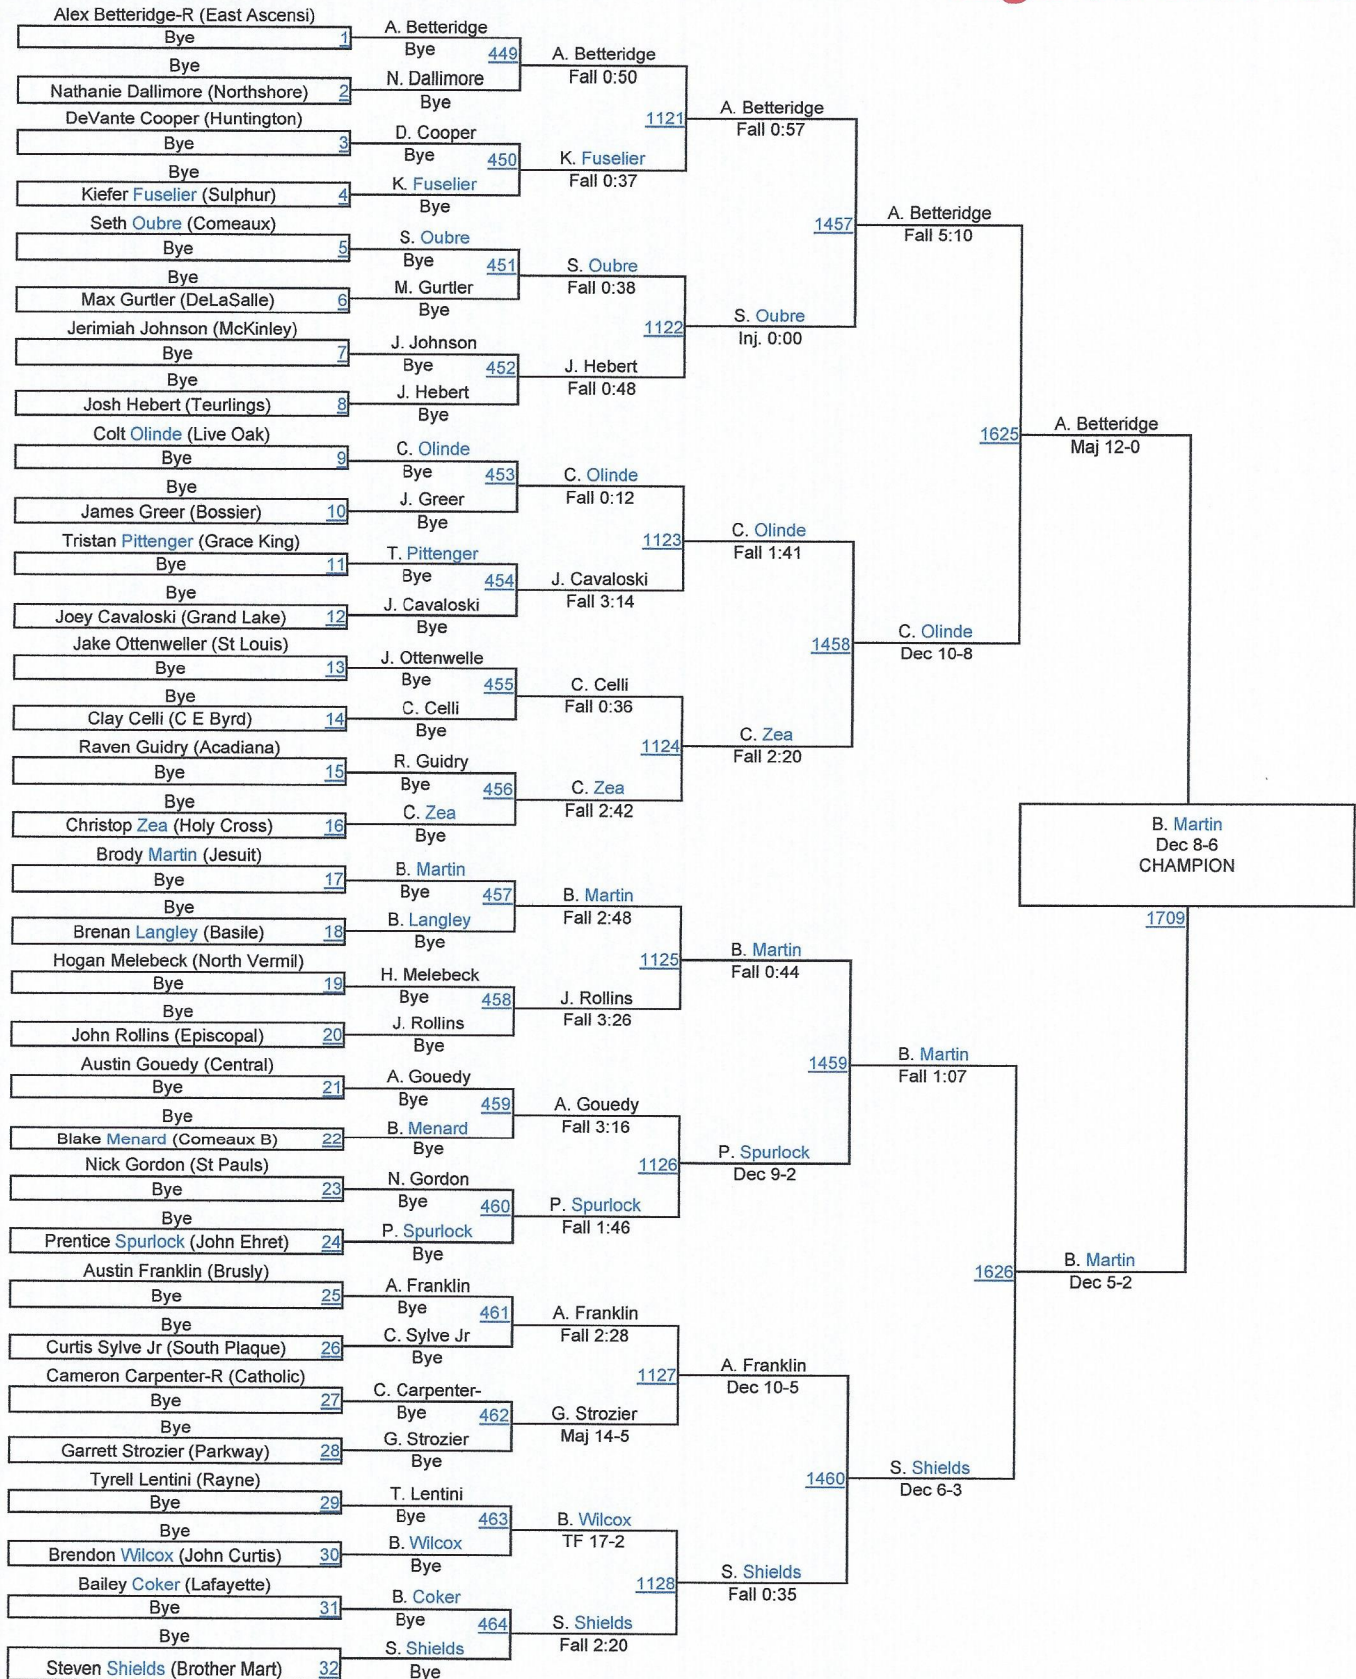 Alex Betteridge-R (East Ascensi)
Bye 1
Bye
Nathanie Dallimore (Northshore) 2
DeVante Cooper (Huntington)
Bye 3
Bye
Kiefer Fuselier (Sulphur) 4
Seth Oubre (Comeaux)
Bye 5
Bye
Max Gurtler (DeLaSalle) 6
Jerimiah Johnson (McKinley)
Bye 7
Bye
Josh Hebert (Teurlings) 8
Colt Olinde (Live Oak)
Bye 9
Bye
James Greer (Bossier) 10
Tristan Pittenger (Grace King)
Bye 11
Bye
Joey Cavaloski (Grand Lake) 12
Jake Ottenweller (St Louis)
Bye 13
Bye
Clay Celli (C E Byrd) 14
Raven Guidry (Acadiana)
Bye 15
Bye
Christop Zea (Holy Cross) 16
Brody Martin (Jesuit)
Bye 17
Bye
Brenan Langley (Basile) 18
Hogan Melebeck (North Vermil)
Bye 19
Bye
John Rollins (Episcopal) 20
Austin Gouedy (Central)
Bye 21
Bye
Blake Menard (Comeaux B) 22
Nick Gordon (St Pauls)
Bye 23
Bye
Prentice Spurlock (John Ehret) 24
Austin Franklin (Brusly)
Bye 25
Bye
Curtis Sylve Jr (South Plaque) 26
Cameron Carpenter-R (Catholic)
Bye 27
Bye
Garrett Strozier (Parkway) 28
Tyrell Lentini (Rayne)
Bye 29
Bye
Brendon Wilcox (John Curtis) 30
Bailey Coker (Lafayette)
Bye 31
Bye
Steven Shields (Brother Mart) 32
A. Betteridge
Bye 449
N. Dallimore
Bye
D. Cooper
Bye 450
K. Fuselier
Bye
S. Oubre
Bye 451
M. Gurtler
Bye
J. Johnson
Bye 452
J. Hebert
Bye
C. Olinde
Bye 453
J. Greer
Bye
T. Pittenger
Bye 454
J. Cavaloski
Bye
J. Ottenwelle
Bye 455
C. Celli
Bye
R. Guidry
Bye 456
C. Zea
Bye
B. Martin
Bye 457
B. Langley
Bye
H. Melebeck
Bye 458
J. Rollins
Bye
A. Gouedy
Bye 459
B. Menard
Bye
N. Gordon
Bye 460
P. Spurlock
Bye
A. Franklin
Bye 461
C. Sylve Jr
Bye
C. Carpenter-
Bye 462
G. Strozier
Bye
T. Lentini
Bye 463
B. Wilcox
Bye
B. Coker
Bye 464
S. Shields
Bye
A. Betteridge
Fall 0:50
1121
K. Fuselier
Fall 0:37
S. Oubre
Fall 0:38
1122
J. Hebert
Fall 0:48
C. Olinde
Fall 0:12
1123
J. Cavaloski
Fall 3:14
C. Celli
Fall 0:36
1124
C. Zea
Fall 2:42
B. Martin
Fall 2:48
1125
J. Rollins
Fall 3:26
A. Gouedy
Fall 3:16
1126
P. Spurlock
Fall 1:46
A. Franklin
Fall 2:28
1127
G. Strozier
Maj 14-5
B. Wilcox
TF 17-2
1128
S. Shields
Fall 2:20
A. Betteridge
Fall 0:57
1457
S. Oubre
Inj. 0:00
C. Olinde
Fall 1:41
1458
C. Zea
Fall 2:20
B. Martin
Fall 0:44
1459
P. Spurlock
Dec 9-2
A. Franklin
Dec 10-5
1460
S. Shields
Fall 0:35
A. Betteridge
Fall 5:10
1625
C. Olinde
Dec 10-8
B. Martin
Fall 1:07
1626
S. Shields
Dec 6-3
A. Betteridge
Maj 12-0
B. Martin
Dec 5-2
B. Martin
Dec 8-6
CHAMPION
1709